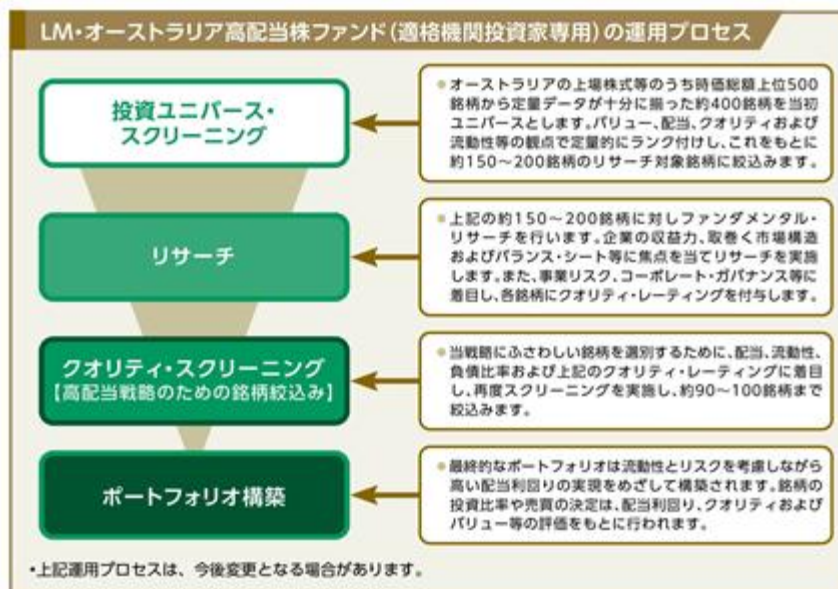 LM・オーストラリア高配当株ファンド(適格機関投資家専用)の運用プロセス
投資ユニバース・
スクリーニング
●オーストラリアの上場株式等のうち時価総額上位500
銘柄から定量データが十分に揃った約400銘柄を当初
ユニバースとします。バリュー、配当、クオリティおよび
流動性等の観点で定量的にランク付けし、これをもとに
約150～200銘柄のリサーチ対象銘柄に絞込みます。
リサーチ
●上記の約150～200銘柄に対しファンダメンタル・
リサーチを行います。企業の収益力、取巻く市場構造
およびバランス・シート等に焦点を当てリサーチを実施
します。また、事業リスク、コーポレート・ガバナンス等に
着目し、各銘柄にクオリティ・レーティングを付与します。
クオリティ・スクリーニング
【高配当戦略のための銘柄絞込み】
●当戦略にふさわしい銘柄を選別するために、配当、流動性、
負債比率および上記のクオリティ・レーティングに着目
し、再度スクリーニングを実施し、約90～100銘柄まで
絞込みます。
ポートフォリオ構築
●最終的なポートフォリオは流動性とリスクを考慮しながら
高い配当利回りの実現をめざして構築されます。銘柄の
投資比率や売買の決定は、配当利回り、クオリティおよび
バリュー等の評価をもとに行われます。
・上記運用プロセスは、今後変更となる場合があります。